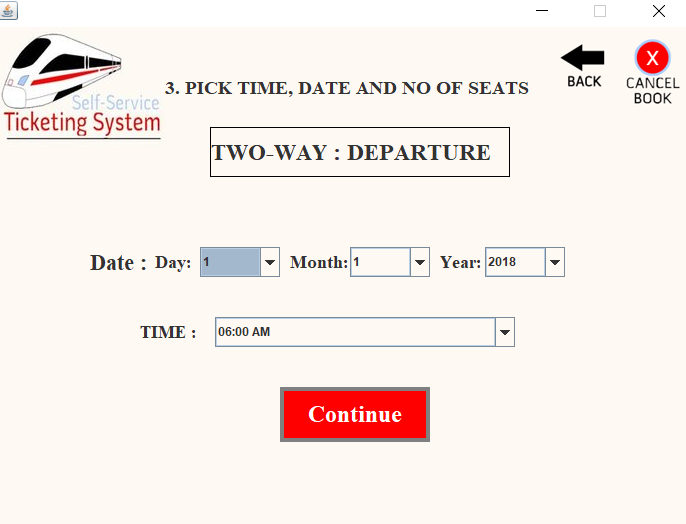 Self-Service
Ticketing System
3. PICK TIME, DATE AND NO OF SEATS
BACK
X
CANCEL
BOOK
TWO-WAY : DEPARTURE
Date : Day: 1 Month: 1 Year: 2018
TIME : 06:00 AM
Continue